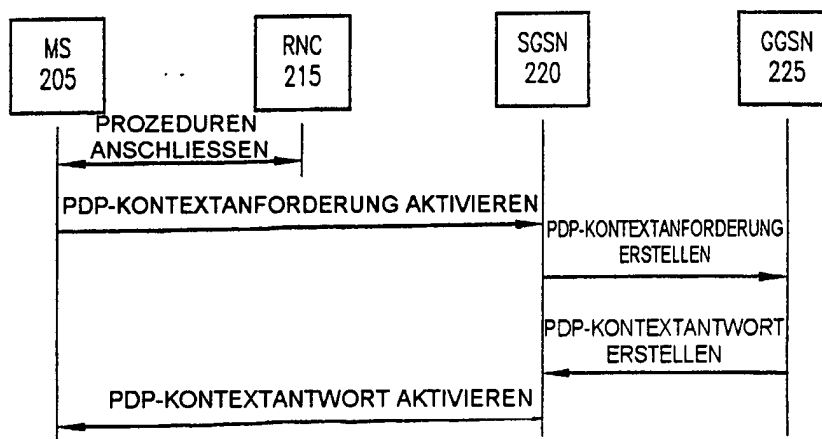 MS
205
RNC
215
SGSN
220
GGSN
225
PROZEDUREN
ANSCHLIESSEN
PDP-KONTEXTANFORDERUNG AKTIVIEREN
PDP-KONTEXTANFORDERUNG
ERSTELLEN
PDP-KONTEXTANTWORT
ERSTELLEN
PDP-KONTEXTANTWORT AKTIVIEREN